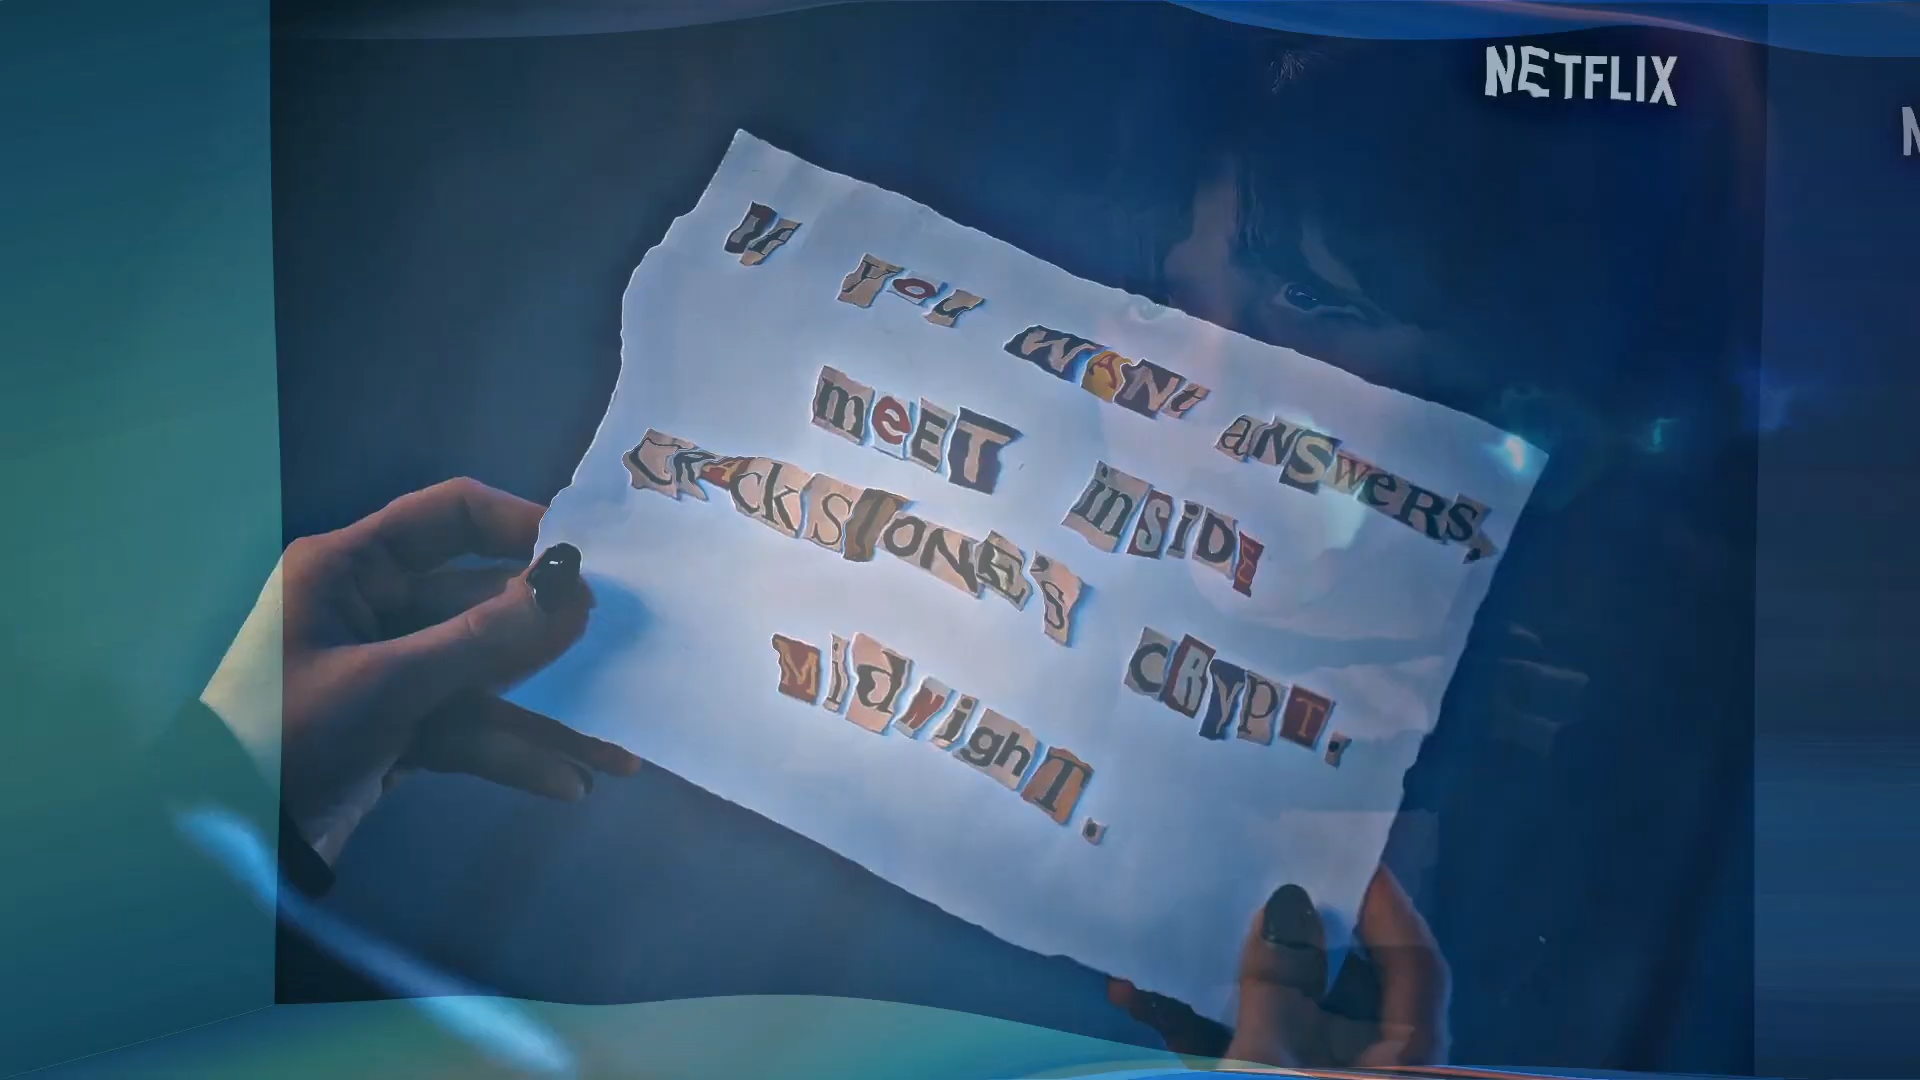 NETFLIX
N
If you WANt
aNSweRS,
meET inSiDE
CRACkSTONE'S
CRYPT.
MidNighT.